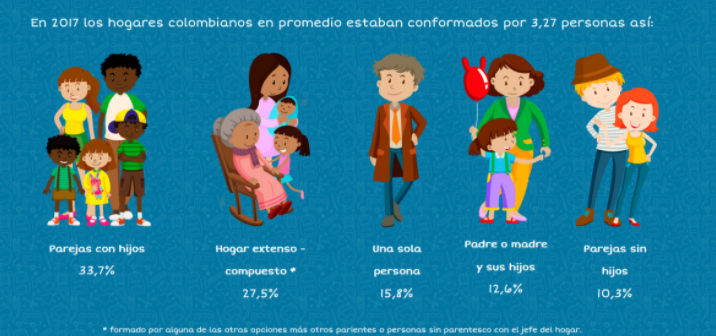 En 2017 los hogares colombianos en promedio estaban conformados por 3,27 personas así:
Parejas con hijos
33,7%
Hogar extenso -
compuesto *
27,5%
Una sola
persona
15,8%
Padre o madre
y sus hijos
12,6%
Parejas sin
hijos
10,3%
* formado por alguna de las otras opciones más otros parientes o personas sin parentesco con el jefe del hogar.